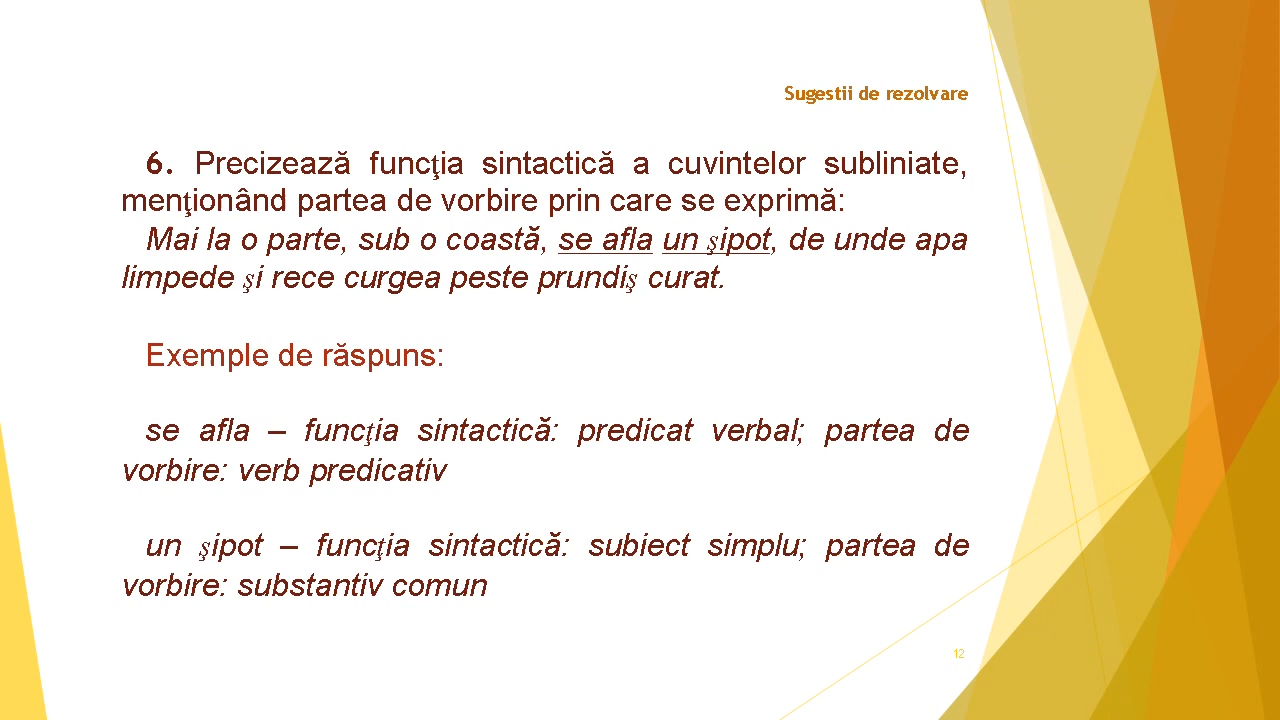 Sugestii de rezolvare
6. Precizează funcţia sintactică a cuvintelor subliniate,
menţionând partea de vorbire prin care se exprimă:
Mai la o parte, sub o coastă, se afla un şipot, de unde apa
limpede şi rece curgea peste prundiş curat.
Exemple de răspuns:
se afla – funcţia sintactică: predicat verbal; partea de
vorbire: verb predicativ
un şipot – funcţia sintactică: subiect simplu; partea de
vorbire: substantiv comun
12